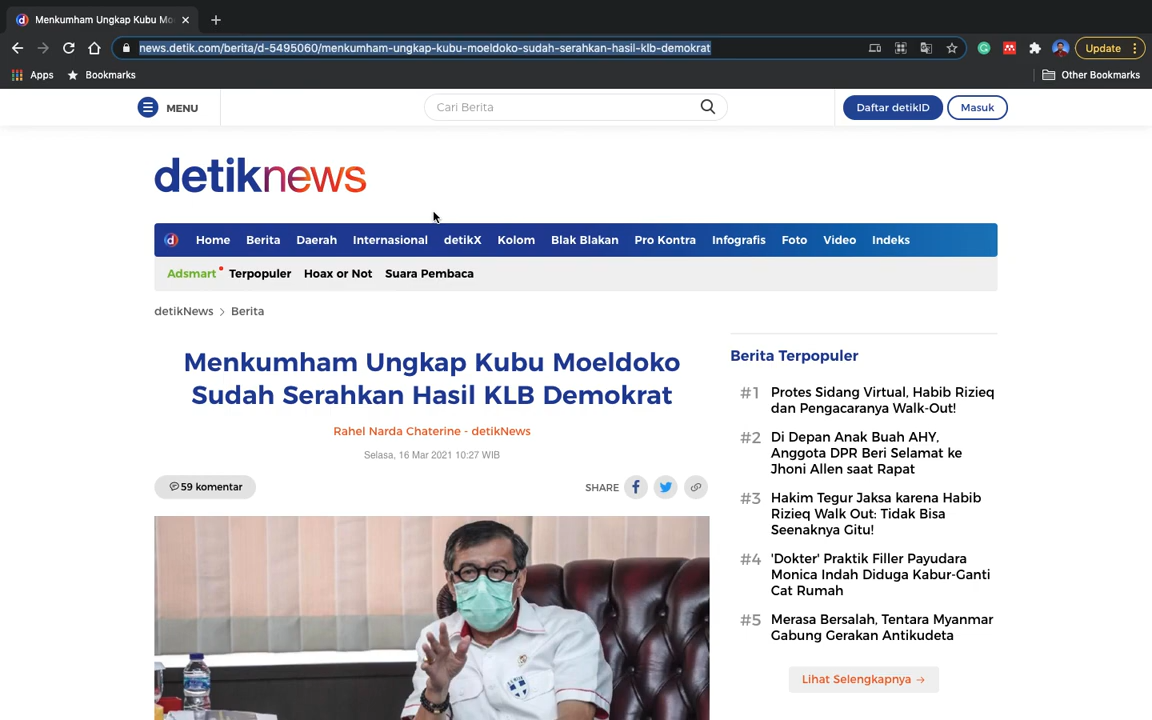 Menkumham Ungkap Kubu Mo
news.detik.com/berita/d-5495060/menkumham-ungkap-kubu-moeldoko-sudah-serahkan-hasil-klb-demokrat
Update
Apps
Bookmarks
Other Bookmarks
MENU
Cari Berita
Daftar detikID
Masuk
detiknews
d Home Berita Daerah Internasional detikX Kolom Blak Blakan Pro Kontra Infografis Foto Video Indeks
Adsmart Terpopuler Hoax or Not Suara Pembaca
detikNews > Berita
Menkumham Ungkap Kubu Moeldoko
Sudah Serahkan Hasil KLB Demokrat
Rahel Narda Chaterine - detikNews
Selasa, 16 Mar 2021 10:27 WIB
59 komentar
SHARE
Berita Terpopuler
#1 Protes Sidang Virtual, Habib Rizieq
dan Pengacaranya Walk-Out!
#2 Di Depan Anak Buah AHY,
Anggota DPR Beri Selamat ke
Jhoni Allen saat Rapat
#3 Hakim Tegur Jaksa karena Habib
Rizieq Walk Out: Tidak Bisa
Seenaknya Gitu!
#4 'Dokter' Praktik Filler Payudara
Monica Indah Diduga Kabur-Ganti
Cat Rumah
#5 Merasa Bersalah, Tentara Myanmar
Gabung Gerakan Antikudeta
Lihat Selengkapnya →